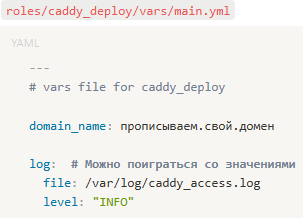 roles/caddy_deploy/vars/main.yml
YAML
---
# vars file for caddy_deploy
domain_name: прописываем.свой.домен
log:  # Можно поиграться со значениями
  file: /var/log/caddy_access.log
  level: "INFO"